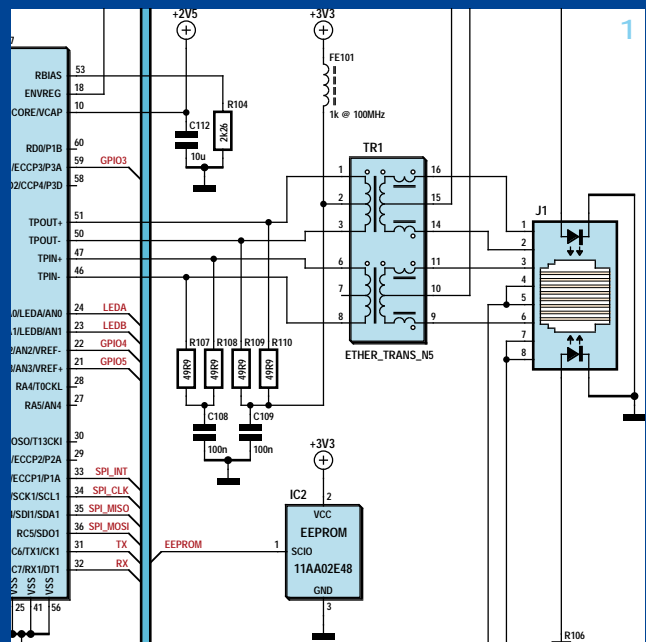 1
+2V5
+3V3
7
RBIAS 53
ENVREG 18
CORE/VCAP 10
RD0/P1B 60
/ECCP3/P3A 59 GPIO3
D2/CCP4/P3D 58
TPOUT+ 51
TPOUT- 50
TPIN+ 47
TPIN- 46
A0/LEDA/AN0 24 LEDA
A1/LEDB/AN1 23 LEDB
2/AN2/VREF- 22 GPIO4
3/AN3/VREF+ 21 GPIO5
RA4/T0CKL 28
RA5/AN4 27
OSO/T13CKI 30
/ECCP2/P2A 29
/ECCP1/P1A 33 SPI_INT
/SCK1/SCL1 34 SPI_CLK
/SDI1/SDA1 35 SPI_MISO
RC5/SDO1 36 SPI_MOSI
C6/TX1/CK1 31 TX
C7/RX1/DT1 32 RX
VSS VSS VSS
25 41 56
R104
2k26
C112
10u
FE101
1k @ 100MHz
TR1
1 16
2 15
3 14
6 11
7 10
8 9
ETHER_TRANS_N5
J1
1
2
3
4
5
6
7
8
R107 R108 R109 R110
49R9 49R9 49R9 49R9
C108 C109
100n 100n
+3V3
IC2 2
VCC
EEPROM
EEPROM 1 SCIO
11AA02E48
GND
3
R106